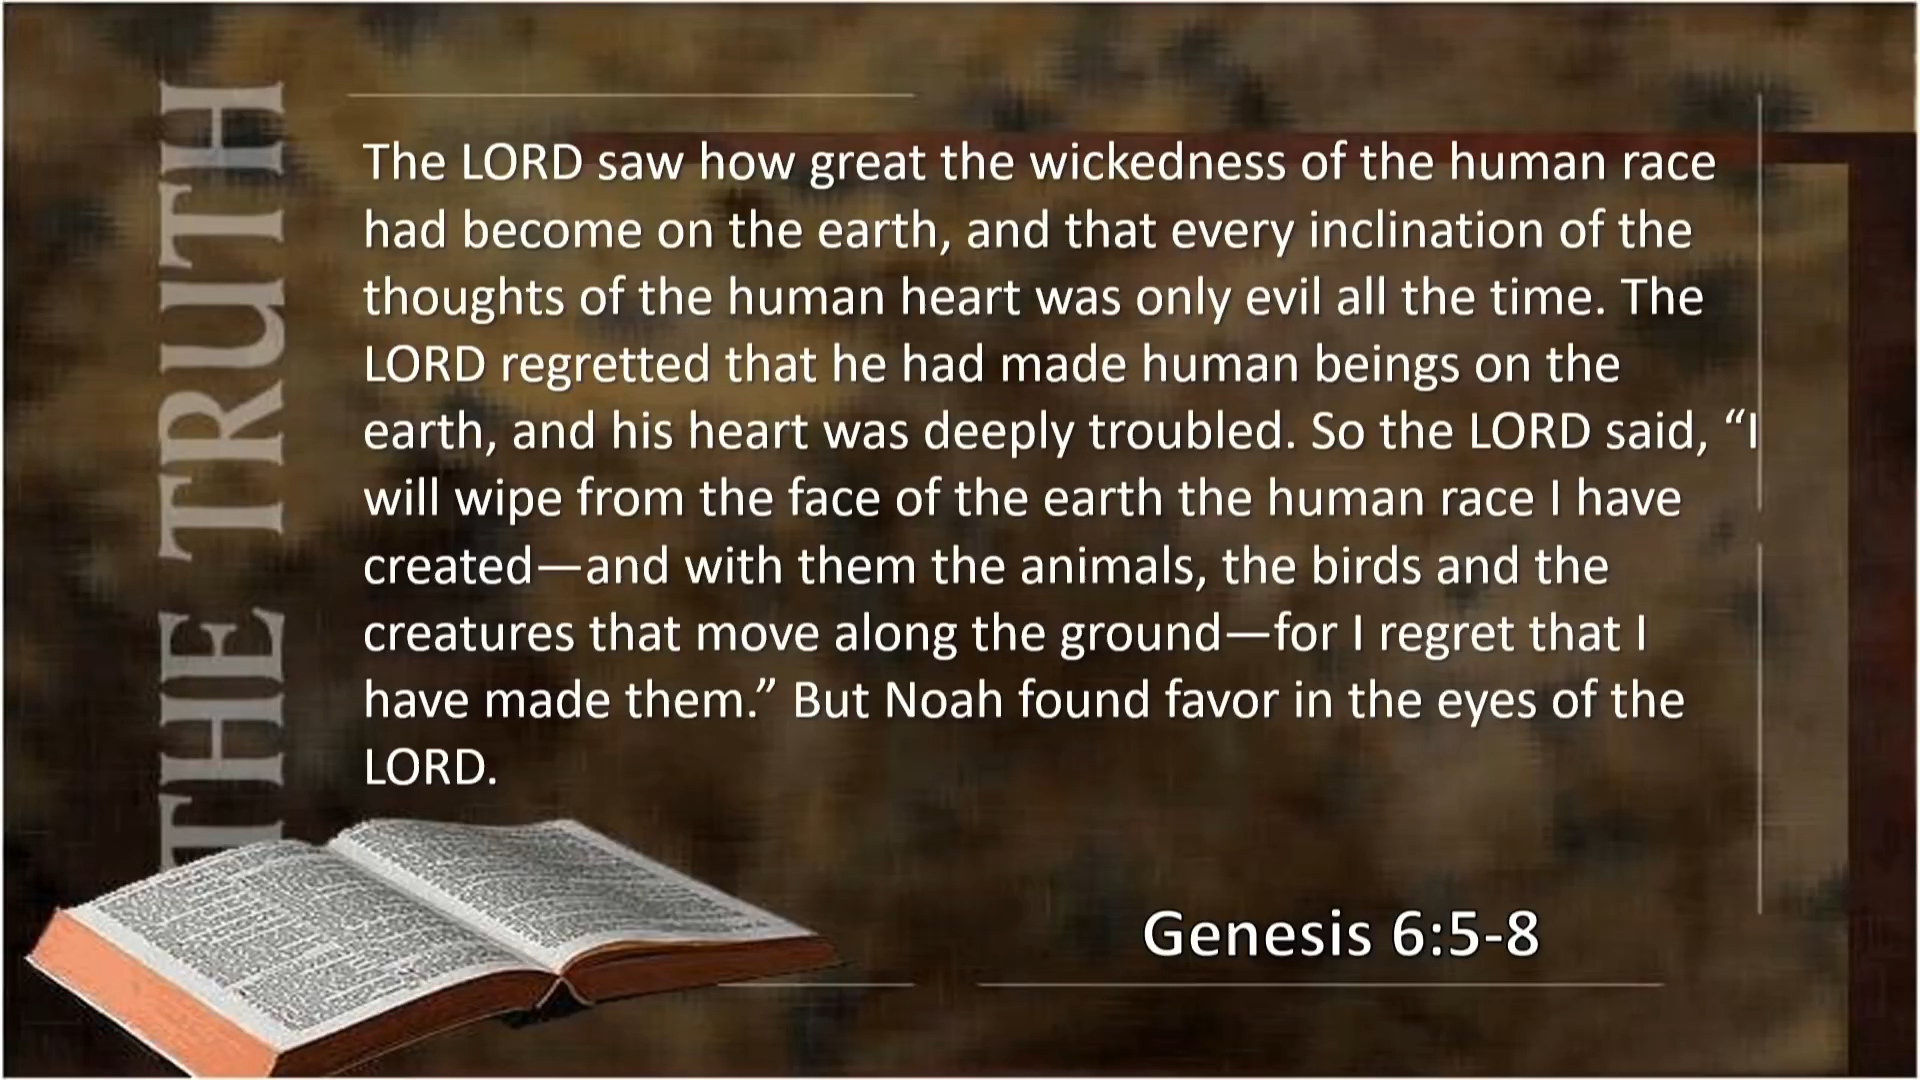 THE TRUTH
The LORD saw how great the wickedness of the human race
had become on the earth, and that every inclination of the
thoughts of the human heart was only evil all the time. The
LORD regretted that he had made human beings on the
earth, and his heart was deeply troubled. So the LORD said, “I
will wipe from the face of the earth the human race I have
created—and with them the animals, the birds and the
creatures that move along the ground—for I regret that I
have made them.” But Noah found favor in the eyes of the
LORD.
Genesis 6:5-8